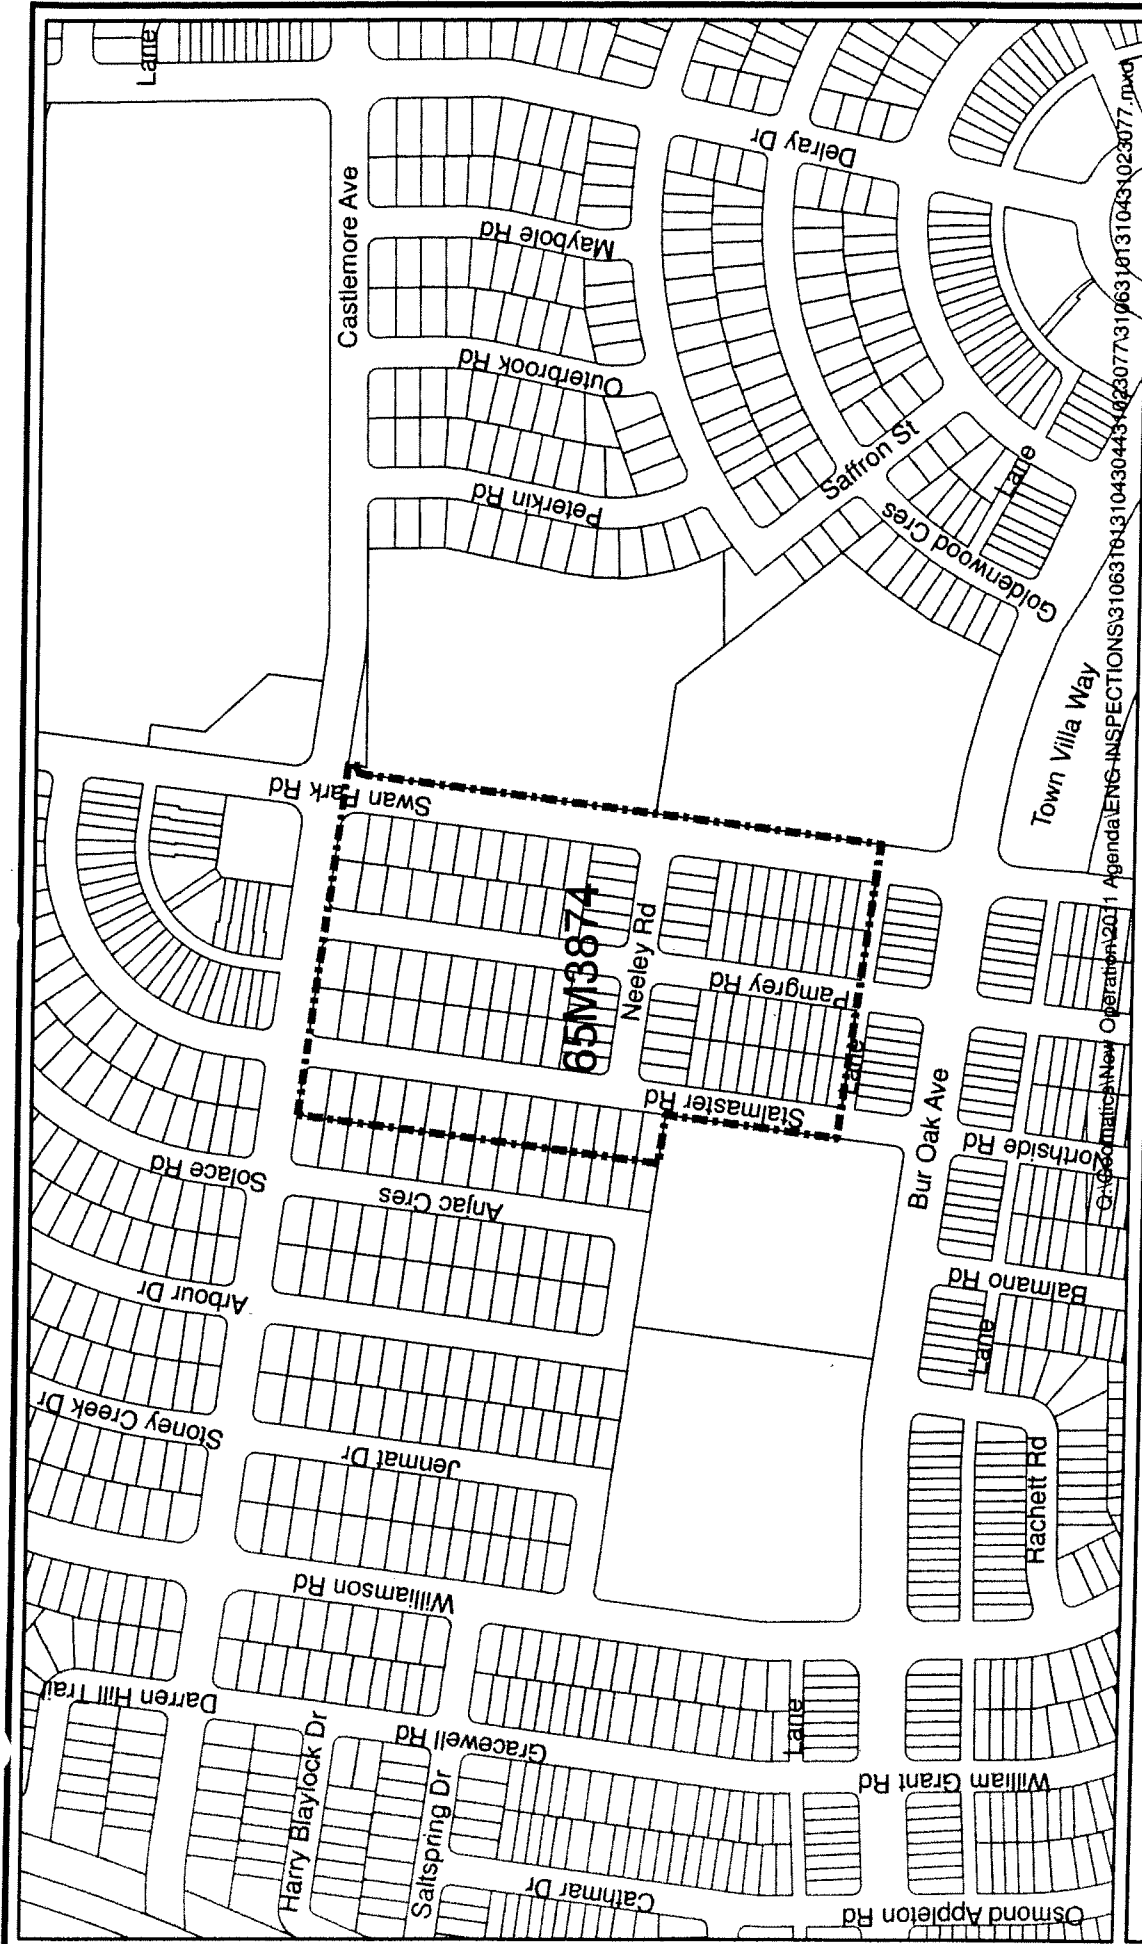 Lane
Castlemore Ave
Delray Dr
Maybole Rd
Outerbrook Rd
Peterkin Rd
Saffron St
Lane
Goldenwood Cres
Town Villa Way
Swan Park Rd
65M3874
Neeley Rd
Pamgrey Rd
Stalmaster Rd
Lane
Bur Oak Ave
Northside Rd
Balmano Rd
Lane
Rachett Rd
Solace Rd
Anjac Cres
Arbour Dr
Stoney Creek Dr
Jenmat Dr
Williamson Rd
Darren Hill Trail
Harry Blaylock Dr
Gracewell Rd
Saltspring Dr
Cathmar Dr
Lane
William Grant Rd
Osmond Appleton Rd